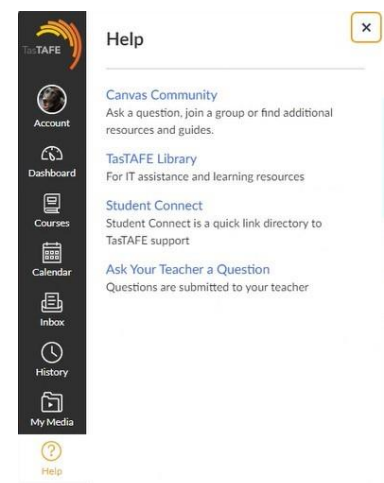 TasTAFE
Account
Dashboard
Courses
Calendar
Inbox
History
My Media
Help
Help
×
Canvas Community
Ask a question, join a group or find additional
resources and guides.
TasTAFE Library
For IT assistance and learning resources
Student Connect
Student Connect is a quick link directory to
TasTAFE support
Ask Your Teacher a Question
Questions are submitted to your teacher